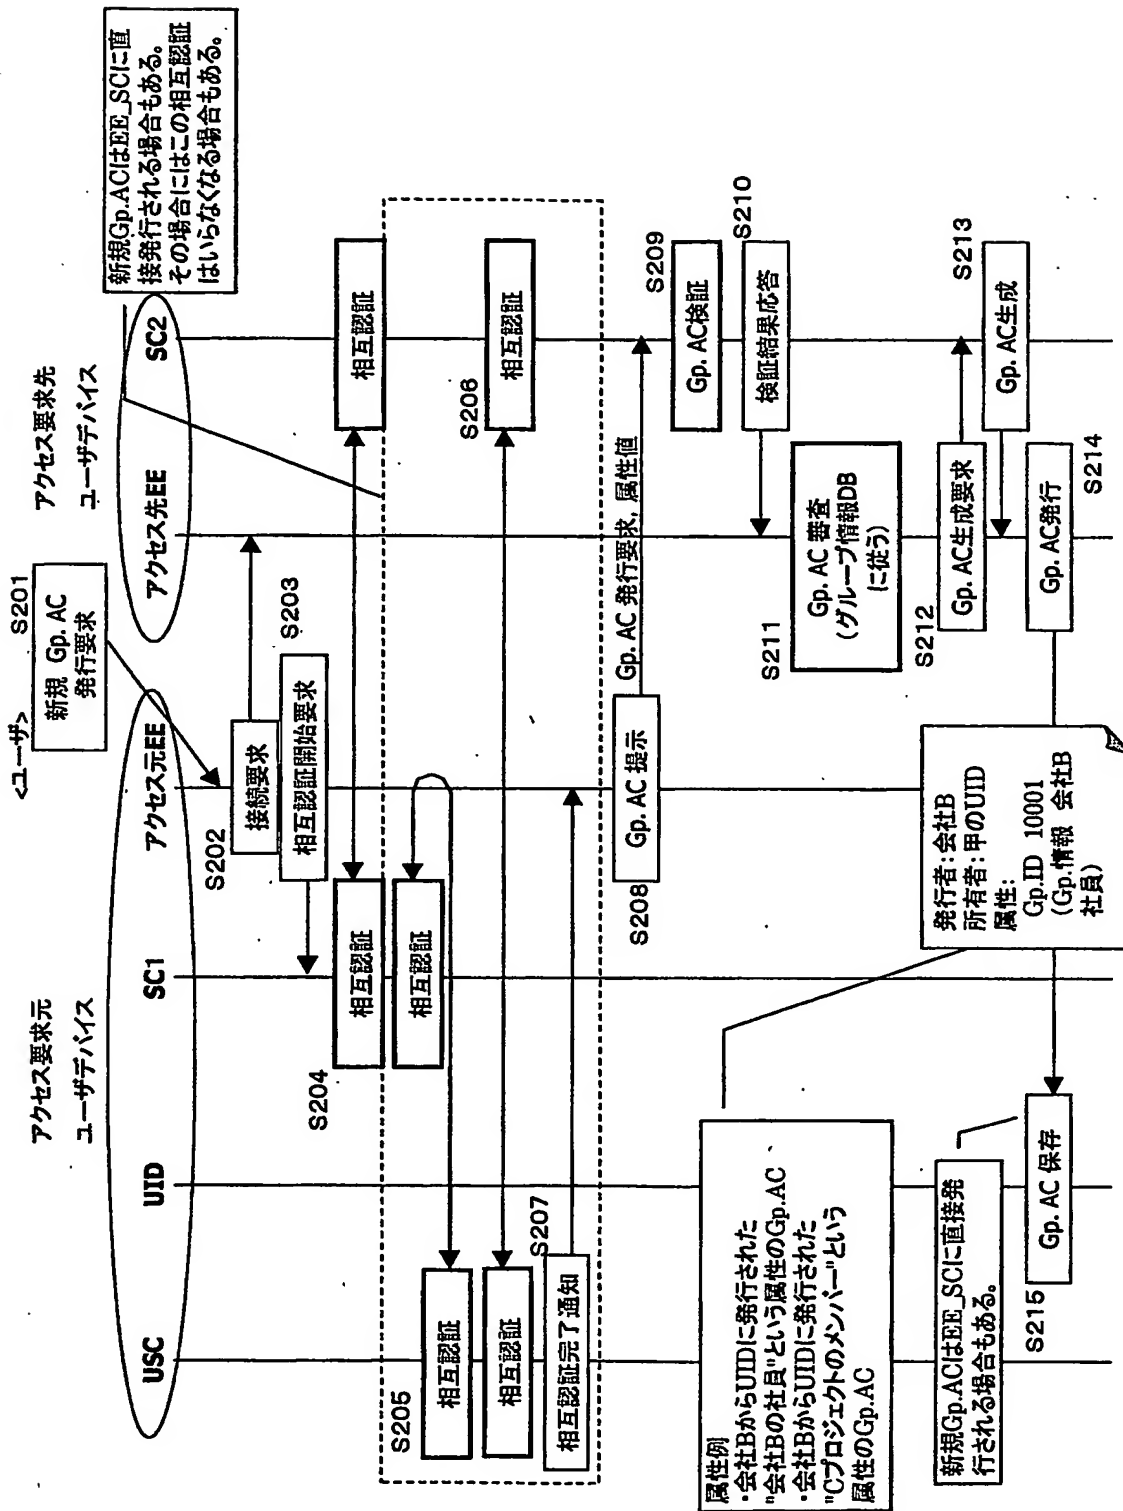 <ユーザ>
S201
新規 Gp. AC
発行要求
アクセス要求元
ユーザデバイス
アクセス要求先
ユーザデバイス
USC
UID
SC1
アクセス元EE
アクセス先EE
SC2
新規Gp.ACはEE_SCに直
接発行される場合もある。
その場合にはこの相互認証
はいらなくなる場合もある。
S202
接続要求
S203
相互認証開始要求
S204
相互認証
相互認証
S205
相互認証
相互認証
S206
相互認証
相互認証
S207
相互認証完了通知
S208
Gp. AC 提示
Gp. AC 発行要求, 属性値
S209
Gp. AC検証
S210
検証結果応答
S211
Gp. AC 審査
(グループ情報DB
に従う)
S212
Gp. AC生成要求
S213
Gp. AC生成
S214
Gp. AC発行
発行者:会社B
所有者:甲のUID
属性:
Gp.ID 10001
(Gp.情報 会社B
社員)
属性例
・会社BからUIDに発行された
"会社Bの社員"という属性のGp.AC
・会社BからUIDに発行された
"Cプロジェクトのメンバー"という
属性のGp.AC
新規Gp.ACはEE_SCに直接発
行される場合もある。
S215
Gp. AC 保存